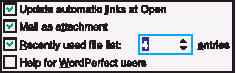 Update automatic links at Open
Mail as attachment
Recently used file list: 4 entries
Help for WordPerfect users